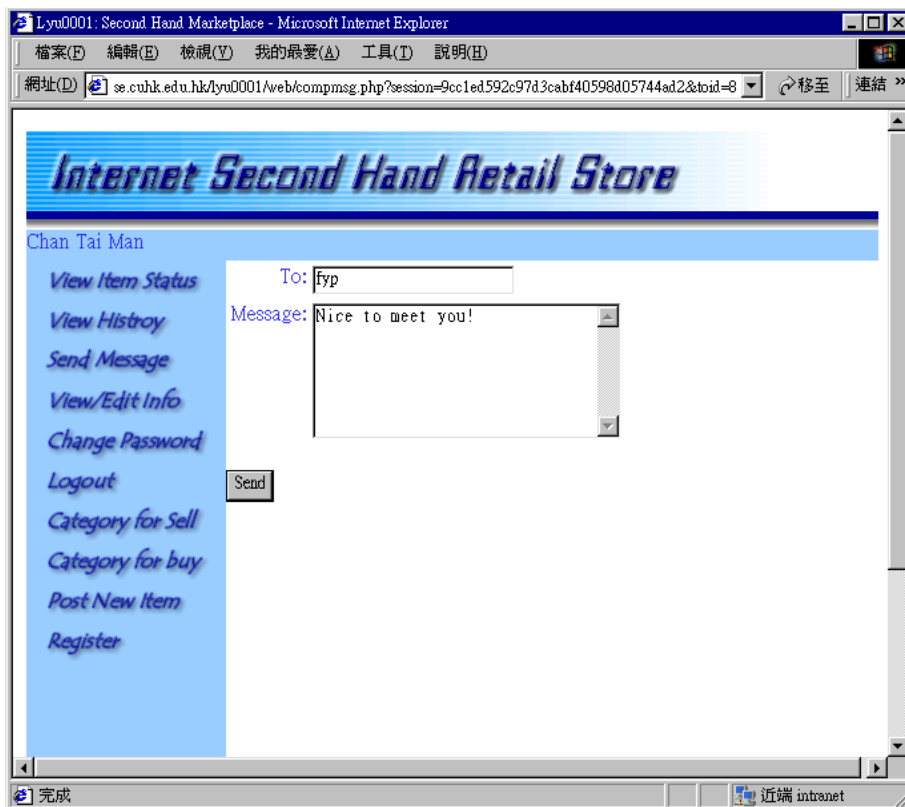 Lyu0001: Second Hand Marketplace - Microsoft Internet Explorer
檔案(F) 編輯(E) 檢視(V) 我的最愛(A) 工具(T) 說明(H)
網址(D) se.cuhk.edu.hk/lyu0001/web/compmsg.php?session=9cc1ed592c97d3cabf40598d05744ad2&toid=8 移至 連結 »
Internet Second Hand Retail Store
Chan Tai Man
View Item Status
View Histroy
Send Message
View/Edit Info
Change Password
Logout
Category for Sell
Category for buy
Post New Item
Register
To: fyp
Message: Nice to meet you!
Send
完成 近端 intranet